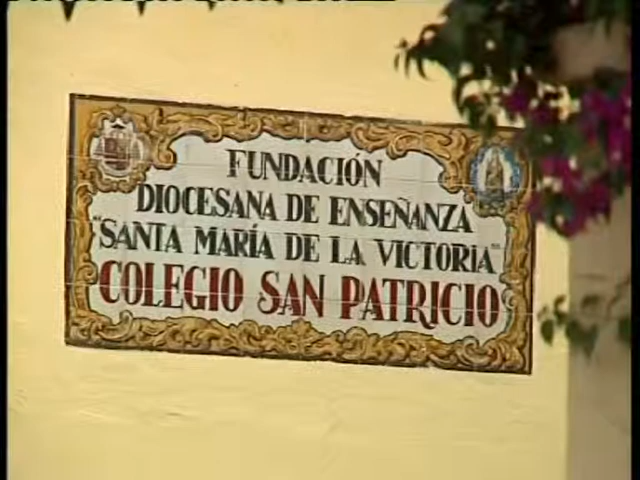 FUNDACIÓN
DIOCESANA DE ENSEÑANZA
"SANTA MARÍA DE LA VICTORIA"
COLEGIO SAN PATRICIO